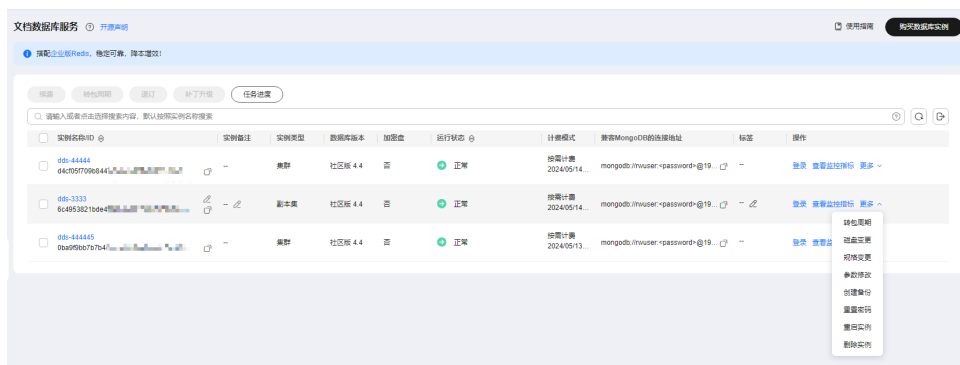 文档数据库服务 开源声明 使用指南 购买数据库实例
搭配企业版Redis，稳定可靠，降本增效!
续费 转包周期 退订 补丁升级 任务进度
请输入或者点击选择搜索内容，默认按照实例名称搜索
实例名称/ID 实例备注 实例类型 数据库版本 加密盘 运行状态 计费模式 兼容MongoDB的连接地址 标签 操作
dds-44444 -- 集群 社区版 4.4 否 正常 按需计费 mongodb://rwuser:<password>@19... -- 登录 查看监控指标 更多
d4cf05f709b844 2024/05/14...
dds-3333 -- 副本集 社区版 4.4 否 正常 按需计费 mongodb://rwuser:<password>@19... -- 登录 查看监控指标 更多
6c4953821bde4 2024/05/14...
转包周期
dds-444445 -- 集群 社区版 4.4 否 正常 按需计费 mongodb://rwuser:<password>@19... -- 登录 查看监
0ba9f9bb7b7b4 2024/05/13...
磁盘变更
规格变更
参数修改
创建备份
重置密码
重启实例
删除实例